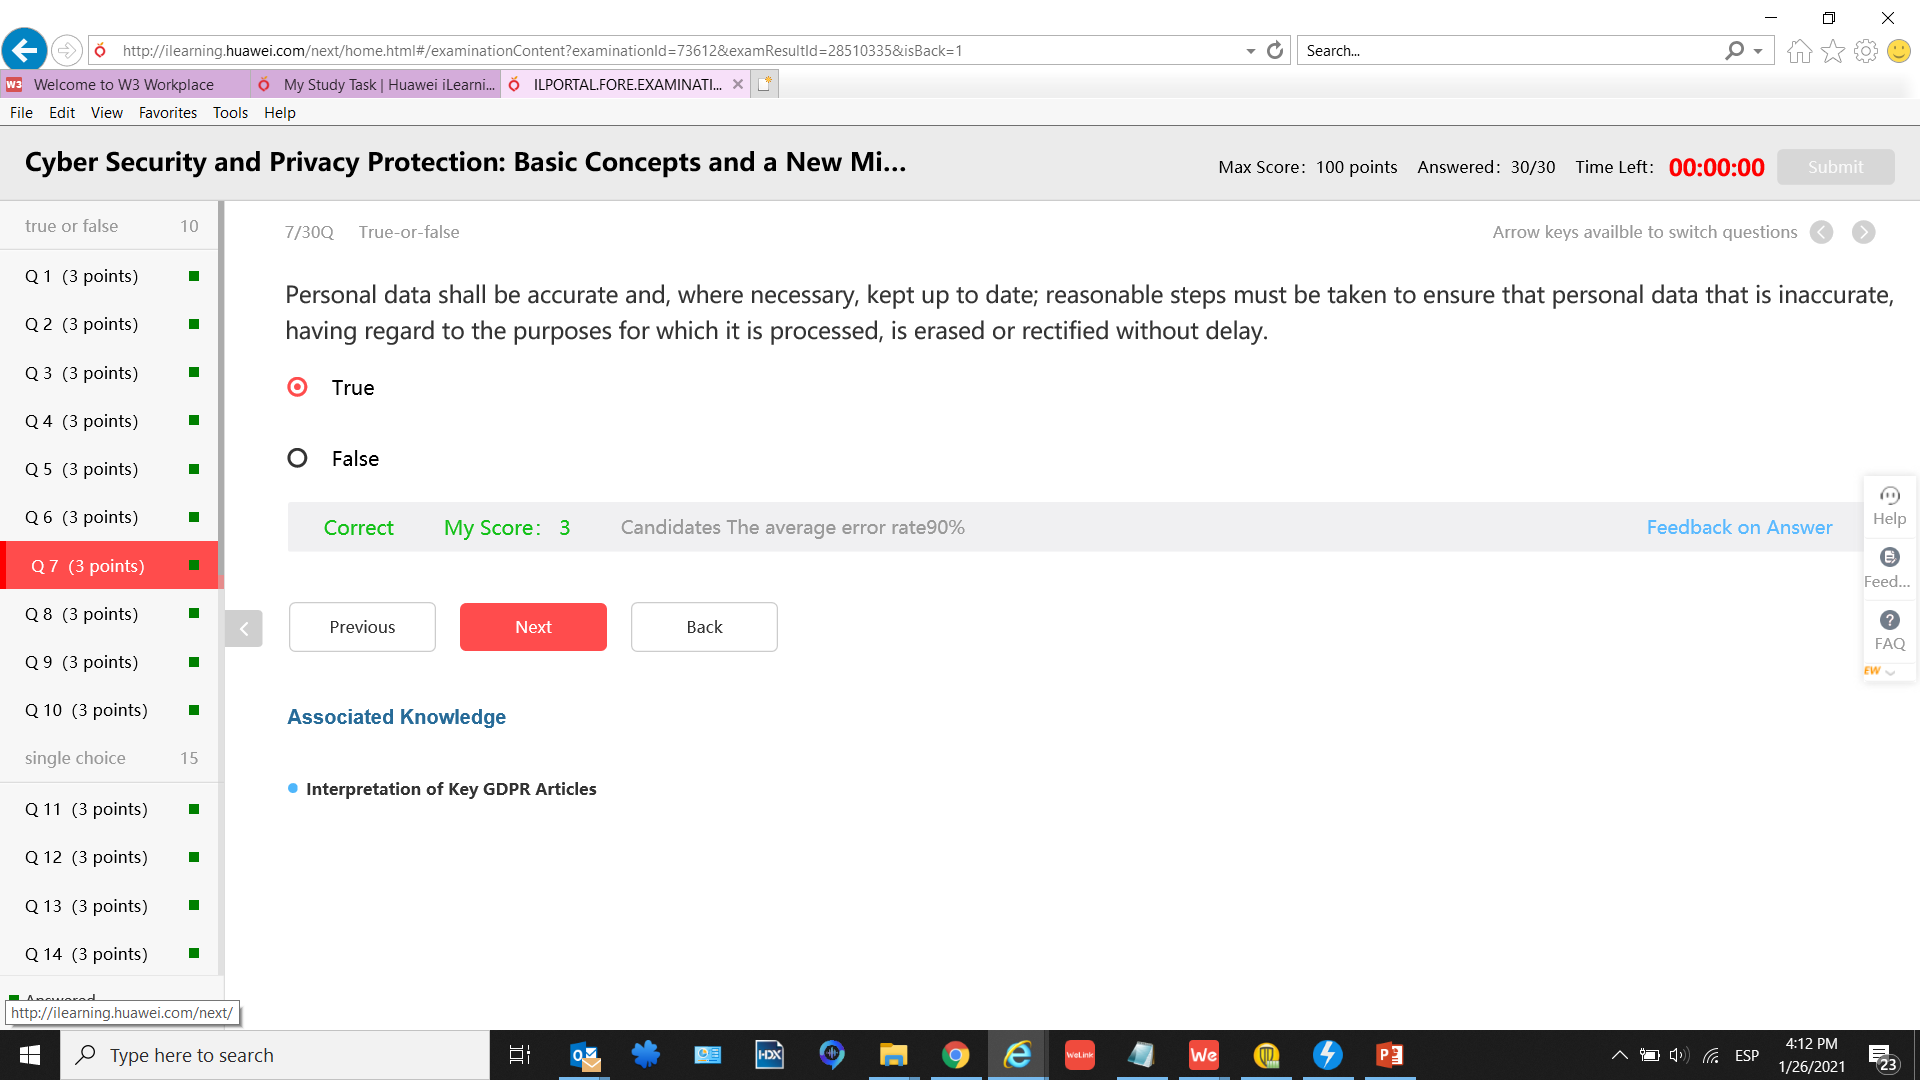 http://ilearning.huawei.com/next/home.html#/examinationContent?examinationId=73612&examResultId=28510335&isBack=1
Search...
W3 Welcome to W3 Workplace
My Study Task | Huawei iLearni...
ILPORTAL.FORE.EXAMINATI...
File Edit View Favorites Tools Help
Cyber Security and Privacy Protection: Basic Concepts and a New Mi...
Max Score: 100 points Answered: 30/30 Time Left: 00:00:00 Submit
true or false 10
Q 1 (3 points)
Q 2 (3 points)
Q 3 (3 points)
Q 4 (3 points)
Q 5 (3 points)
Q 6 (3 points)
Q 7 (3 points)
Q 8 (3 points)
Q 9 (3 points)
Q 10 (3 points)
single choice 15
Q 11 (3 points)
Q 12 (3 points)
Q 13 (3 points)
Q 14 (3 points)
Answered
http://ilearning.huawei.com/next/
7/30Q True-or-false
Arrow keys availble to switch questions
Personal data shall be accurate and, where necessary, kept up to date; reasonable steps must be taken to ensure that personal data that is inaccurate,
having regard to the purposes for which it is processed, is erased or rectified without delay.
True
False
Correct My Score: 3 Candidates The average error rate90% Feedback on Answer
Previous Next Back
Associated Knowledge
Interpretation of Key GDPR Articles
Help
Feed...
FAQ
EW
Type here to search
HDX
WeLink
We
ESP
4:12 PM
1/26/2021
23